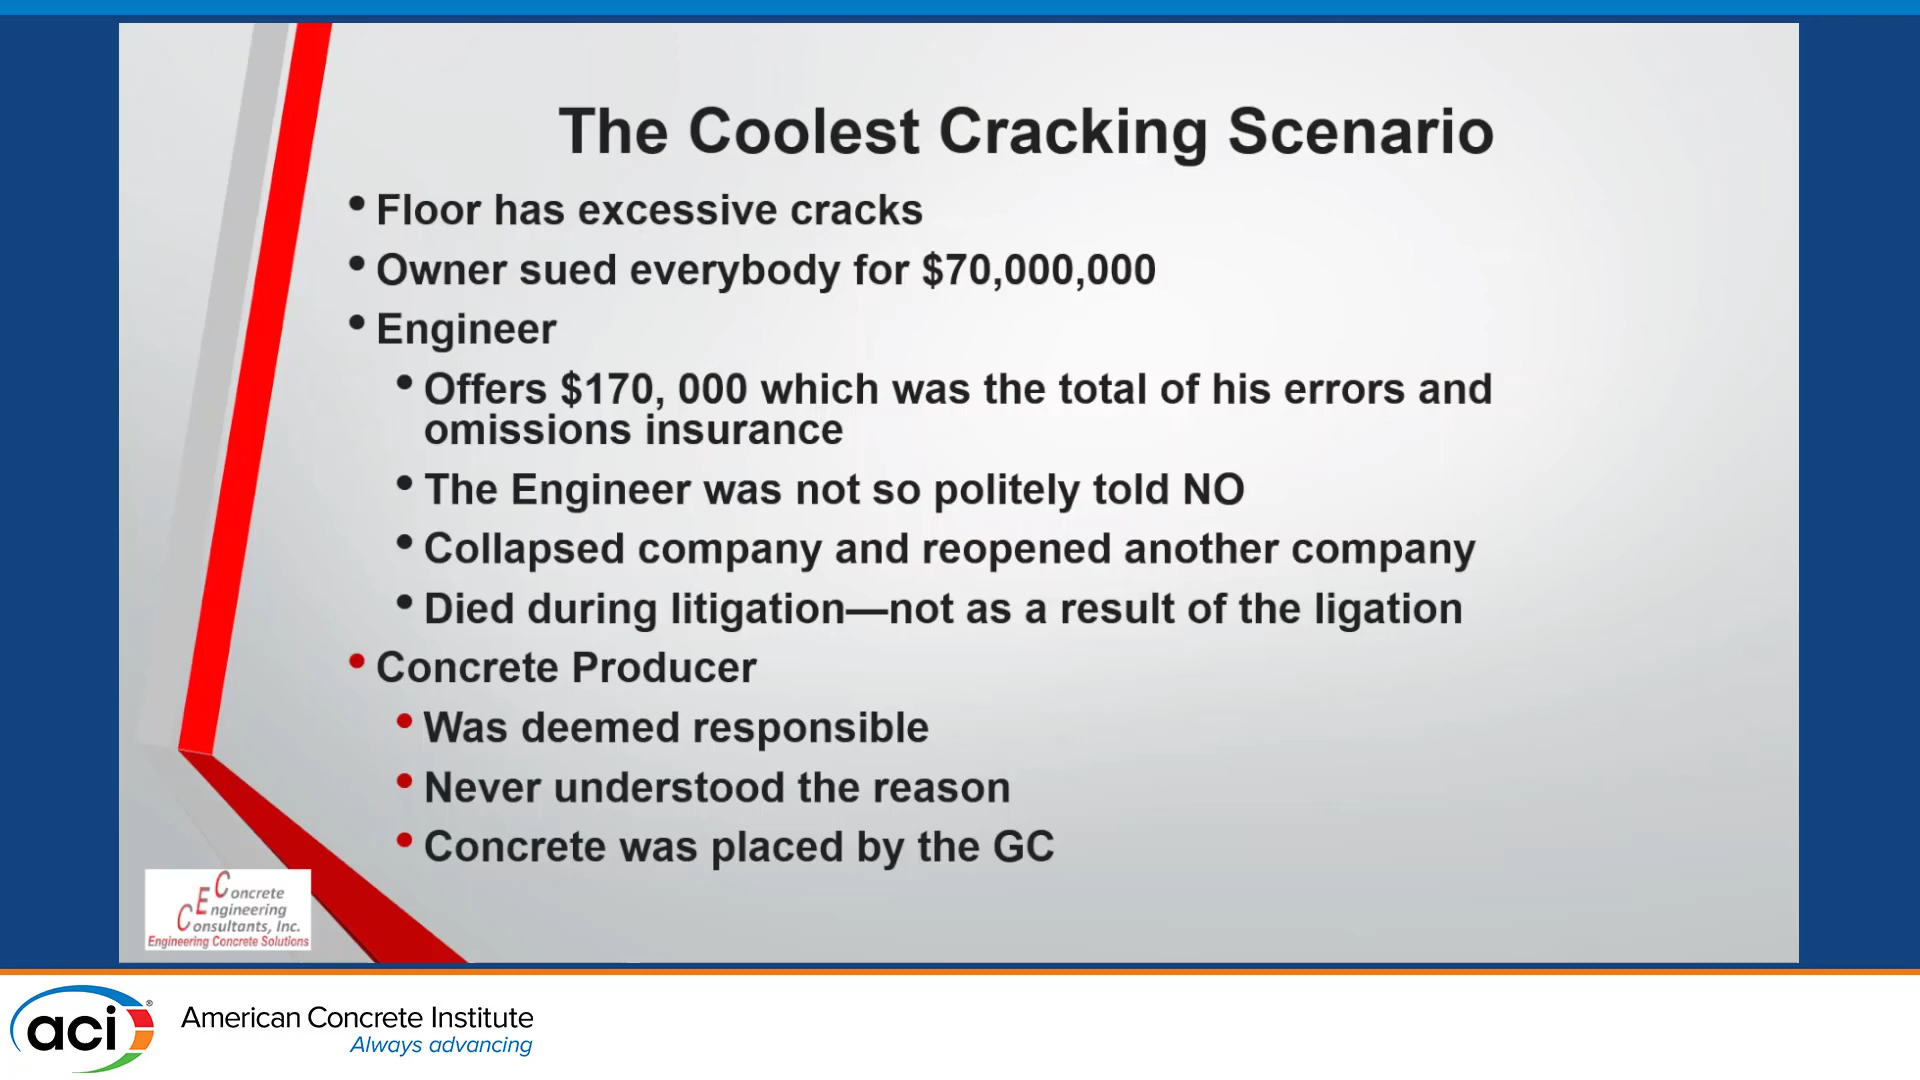 The Coolest Cracking Scenario
• Floor has excessive cracks
• Owner sued everybody for $70,000,000
• Engineer
• Offers $170, 000 which was the total of his errors and
omissions insurance
• The Engineer was not so politely told NO
• Collapsed company and reopened another company
• Died during litigation—not as a result of the ligation
• Concrete Producer
• Was deemed responsible
• Never understood the reason
• Concrete was placed by the GC
Concrete
Engineering
Consultants, Inc.
Engineering Concrete Solutions
aci®
American Concrete Institute
Always advancing